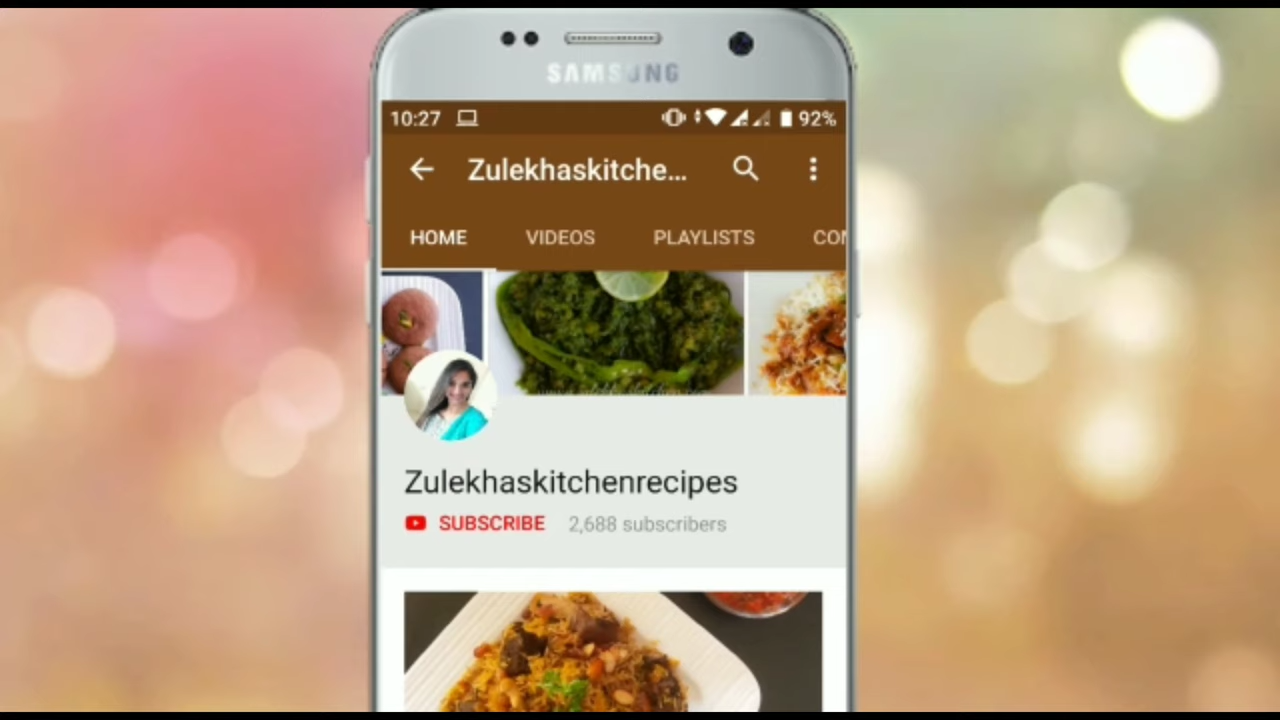 SAMSUNG
10:27 92%
Zulekhaskitche...
HOME VIDEOS PLAYLISTS CO
Zulekhaskitchenrecipes
SUBSCRIBE 2,688 subscribers